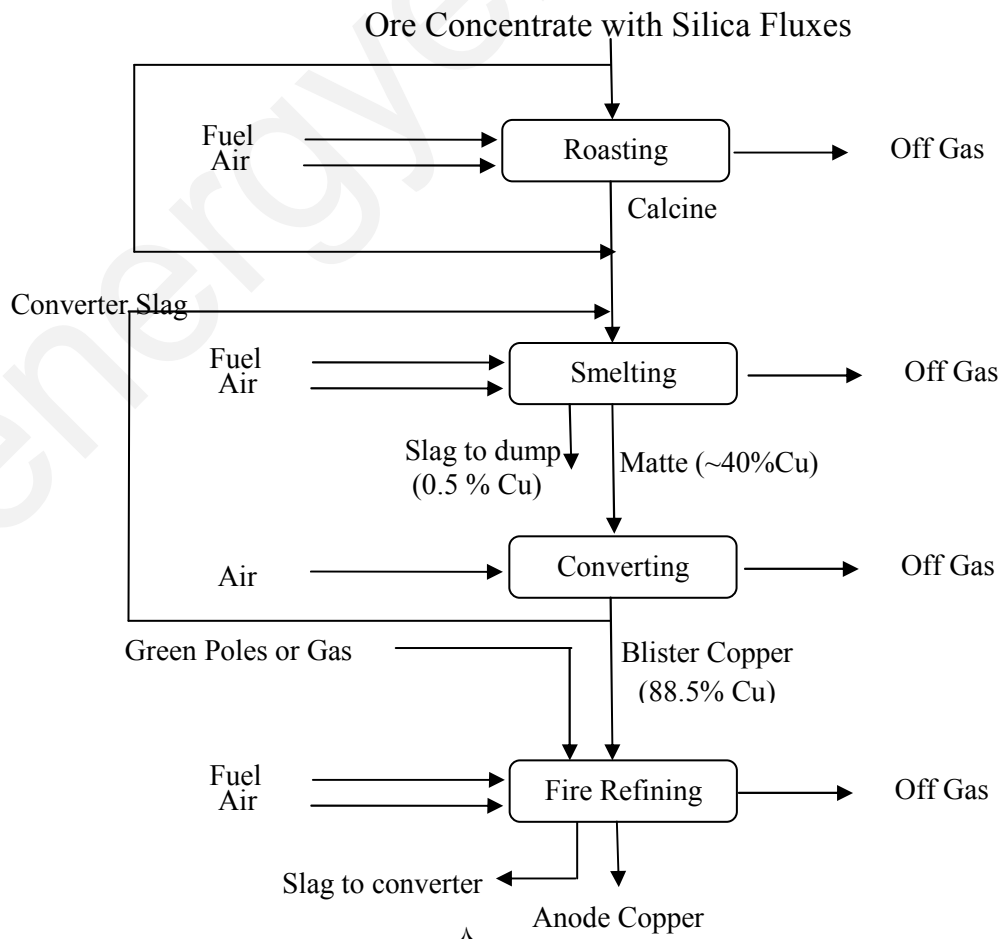 Ore Concentrate with Silica Fluxes
Fuel
Air
Roasting
Off Gas
Calcine
Converter Slag
Fuel
Air
Smelting
Off Gas
Slag to dump
(0.5 % Cu)
Matte (~40%Cu)
Air
Converting
Off Gas
Green Poles or Gas
Blister Copper
(88.5% Cu)
Fuel
Air
Fire Refining
Off Gas
Slag to converter
Anode Copper
energye